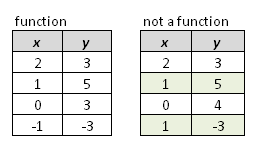 function
x y
2 3
1 5
0 3
-1 -3
not a function
x y
2 3
1 5
0 4
1 -3